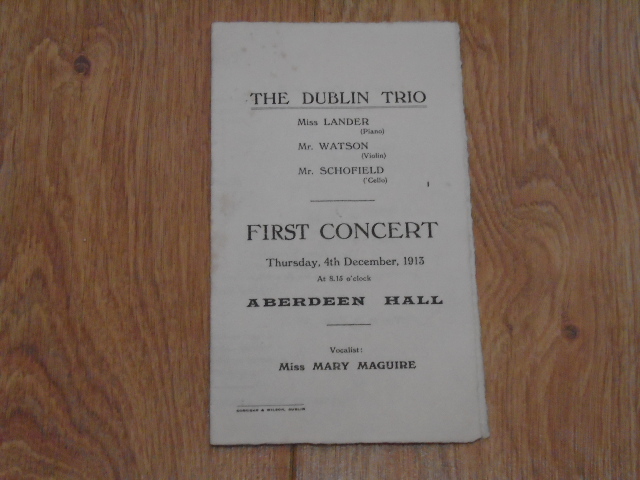 THE DUBLIN TRIO
Miss LANDER
(Piano)
Mr. WATSON
(Violin)
Mr. SCHOFIELD
('Cello)
FIRST CONCERT
Thursday, 4th December, 1913
At 8.15 o'clock
ABERDEEN HALL
Vocalist:
Miss MARY MAGUIRE
DUBLIN